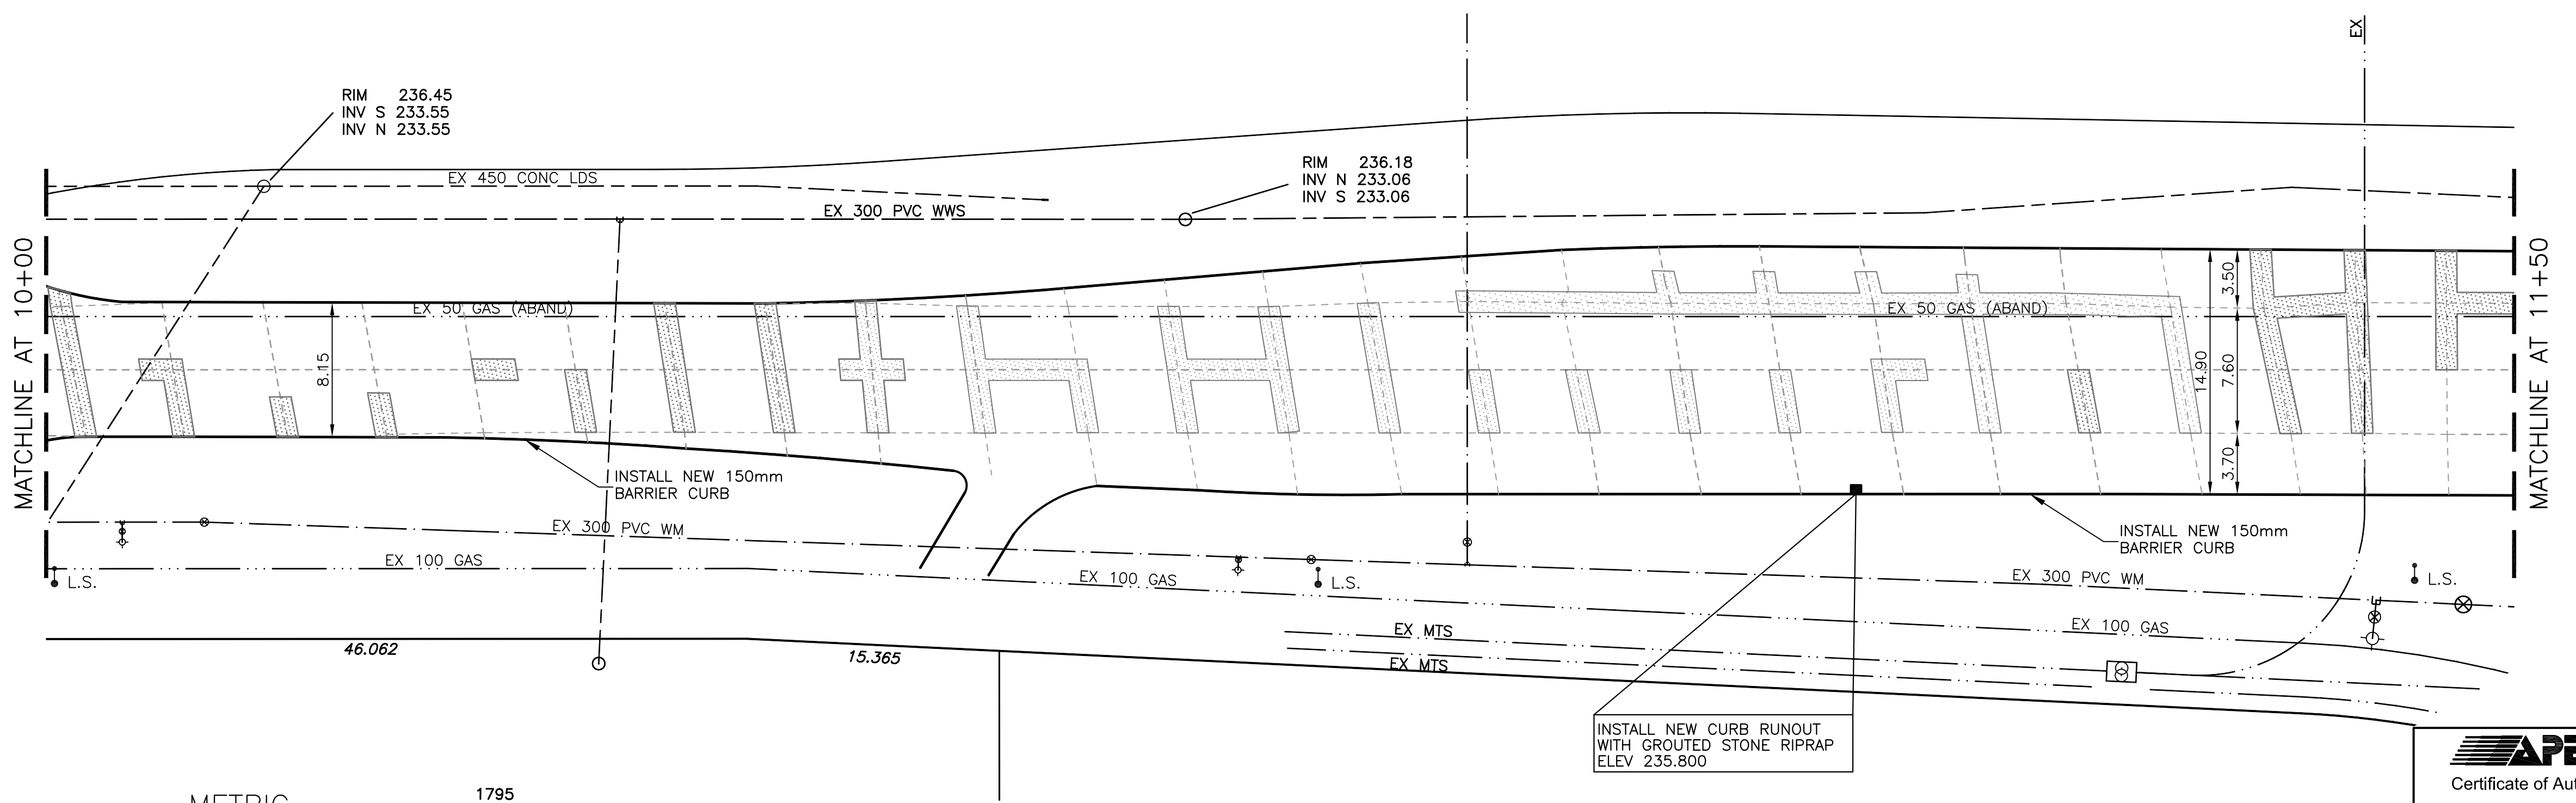 EX
RIM 236.45
INV S 233.55
INV N 233.55
RIM 236.18
INV N 233.06
INV S 233.06
EX 450 CONC LDS
EX 300 PVC WWS
MATCHLINE AT 10+00
MATCHLINE AT 11+50
EX 50 GAS (ABAND)
EX 50 GAS (ABAND)
8.15
14.90
3.50
7.60
3.70
INSTALL NEW 150mm
BARRIER CURB
INSTALL NEW 150mm
BARRIER CURB
EX 300 PVC WM
EX 100 GAS
EX 100 GAS
L.S.
L.S.
L.S.
EX 300 PVC WM
EX 100 GAS
EX MTS
EX MTS
46.062
15.365
INSTALL NEW CURB RUNOUT
WITH GROUTED STONE RIPRAP
ELEV 235.800
METRIC
1795
Certificate of